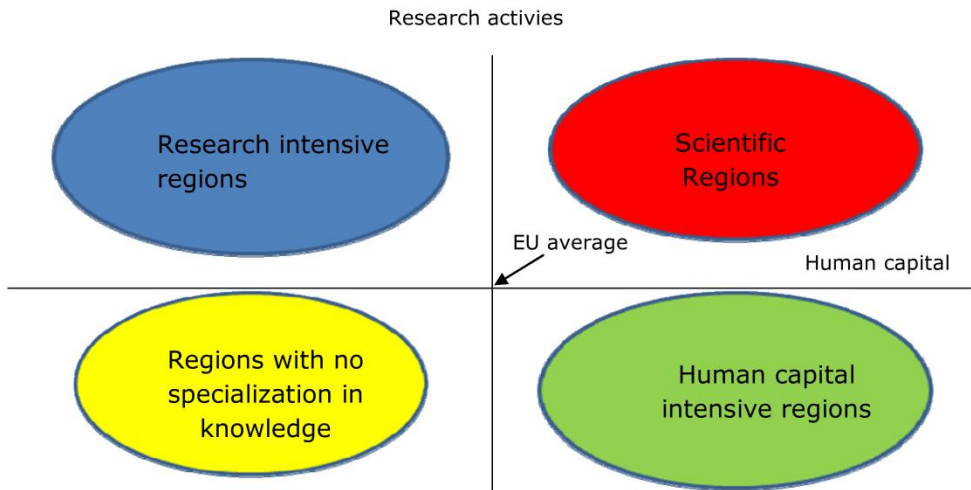 Research activies
Research intensive
regions
Scientific
Regions
EU average
Human capital
Regions with no
specialization in
knowledge
Human capital
intensive regions